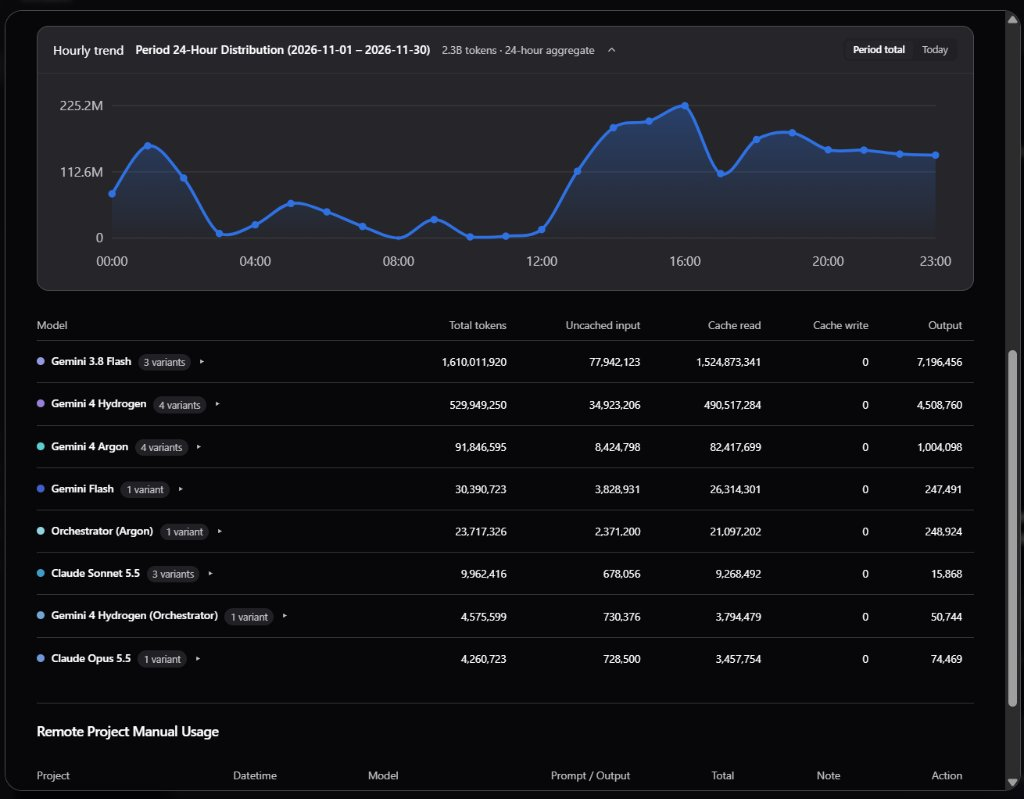 Hourly trend Period 24-Hour Distribution (2026-11-01 – 2026-11-30) 2.3B tokens · 24-hour aggregate Period total Today
225.2M
112.6M
0
00:00 04:00 08:00 12:00 16:00 20:00 23:00
Model Total tokens Uncached input Cache read Cache write Output
Gemini 3.8 Flash 3 variants 1,610,011,920 77,942,123 1,524,873,341 0 7,196,456
Gemini 4 Hydrogen 4 variants 529,949,250 34,923,206 490,517,284 0 4,508,760
Gemini 4 Argon 4 variants 91,846,595 8,424,798 82,417,699 0 1,004,098
Gemini Flash 1 variant 30,390,723 3,828,931 26,314,301 0 247,491
Orchestrator (Argon) 1 variant 23,717,326 2,371,200 21,097,202 0 248,924
Claude Sonnet 5.5 3 variants 9,962,416 678,056 9,268,492 0 15,868
Gemini 4 Hydrogen (Orchestrator) 1 variant 4,575,599 730,376 3,794,479 0 50,744
Claude Opus 5.5 1 variant 4,260,723 728,500 3,457,754 0 74,469
Remote Project Manual Usage
Project Datetime Model Prompt / Output Total Note Action